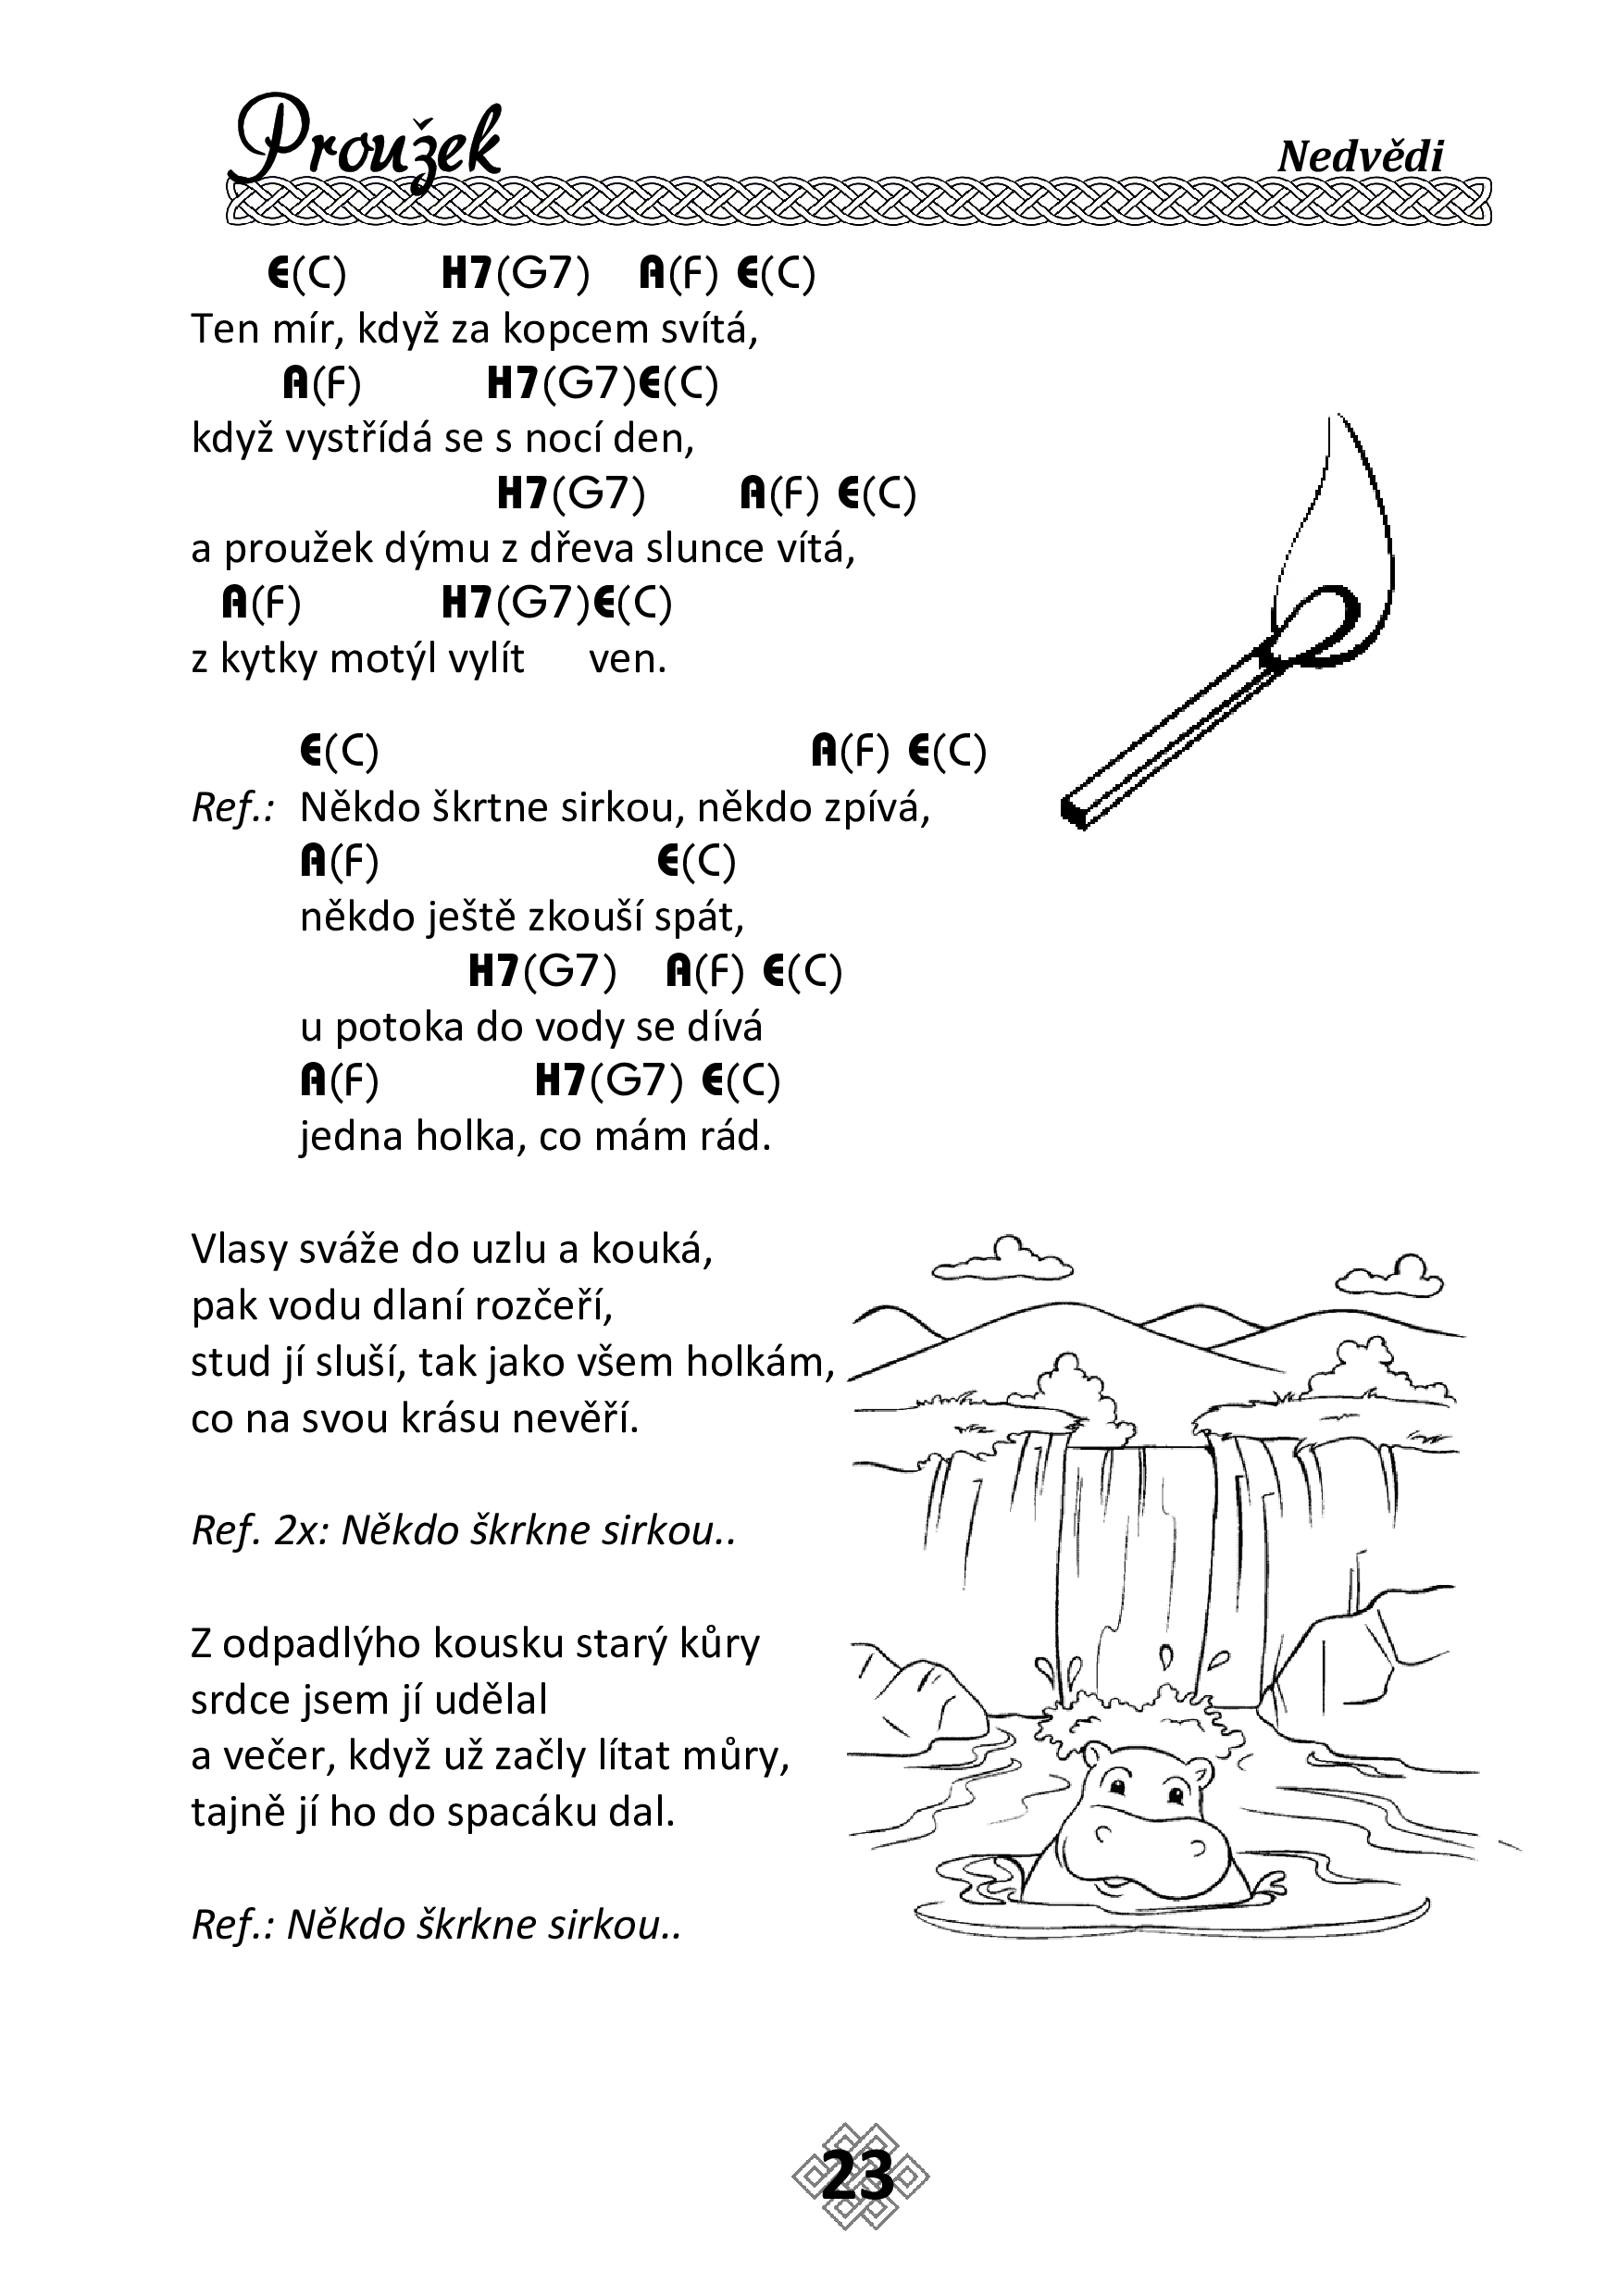 Proužek
Nedvědi
E(C) H7(G7) A(F) E(C)
Ten mír, když za kopcem svítá,
A(F) H7(G7)E(C)
když vystřídá se s nocí den,
H7(G7) A(F) E(C)
a proužek dýmu z dřeva slunce vítá,
A(F) H7(G7)E(C)
z kytky motýl vylít ven.
E(C) A(F) E(C)
Ref.: Někdo škrtne sirkou, někdo zpívá,
A(F) E(C)
někdo ještě zkouší spát,
H7(G7) A(F) E(C)
u potoka do vody se dívá
A(F) H7(G7) E(C)
jedna holka, co mám rád.
Vlasy sváže do uzlu a kouká,
pak vodu dlaní rozčeří,
stud jí sluší, tak jako všem holkám,
co na svou krásu nevěří.
Ref. 2x: Někdo škrkne sirkou..
Z odpadlýho kousku starý kůry
srdce jsem jí udělal
a večer, když už začly lítat můry,
tajně jí ho do spacáku dal.
Ref.: Někdo škrkne sirkou..
23